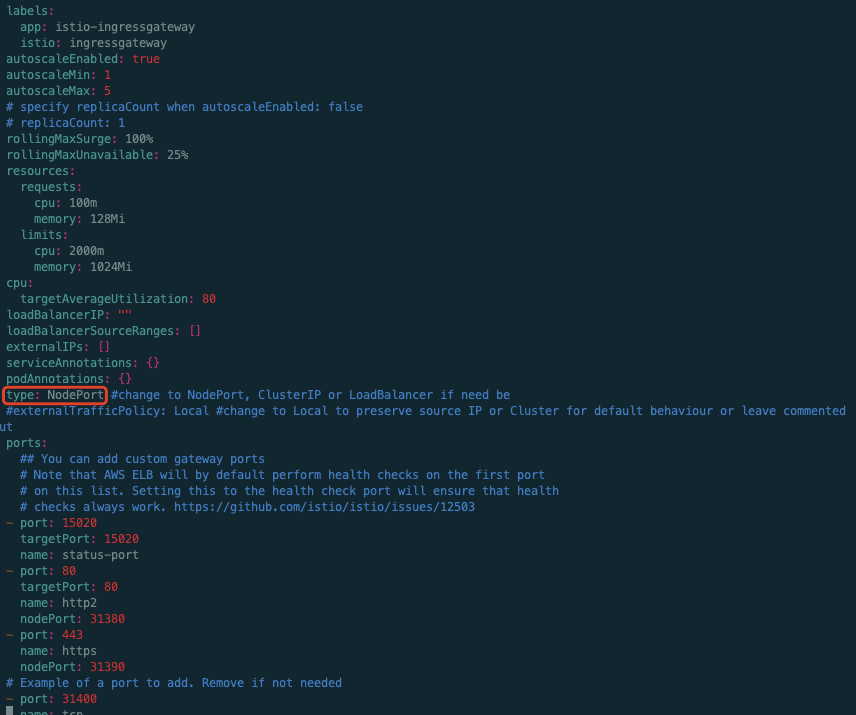 labels:
  app: istio-ingressgateway
  istio: ingressgateway
autoscaleEnabled: true
autoscaleMin: 1
autoscaleMax: 5
# specify replicaCount when autoscaleEnabled: false
# replicaCount: 1
rollingMaxSurge: 100%
rollingMaxUnavailable: 25%
resources:
  requests:
    cpu: 100m
    memory: 128Mi
  limits:
    cpu: 2000m
    memory: 1024Mi
cpu:
  targetAverageUtilization: 80
loadBalancerIP: ""
loadBalancerSourceRanges: []
externalIPs: []
serviceAnnotations: {}
podAnnotations: {}
type: NodePort #change to NodePort, ClusterIP or LoadBalancer if need be
#externalTrafficPolicy: Local #change to Local to preserve source IP or Cluster for default behaviour or leave commented
ut
ports:
  ## You can add custom gateway ports
  # Note that AWS ELB will by default perform health checks on the first port
  # on this list. Setting this to the health check port will ensure that health
  # checks always work. https://github.com/istio/istio/issues/12503
- port: 15020
  targetPort: 15020
  name: status-port
- port: 80
  targetPort: 80
  name: http2
  nodePort: 31380
- port: 443
  name: https
  nodePort: 31390
# Example of a port to add. Remove if not needed
- port: 31400
  name: tcp